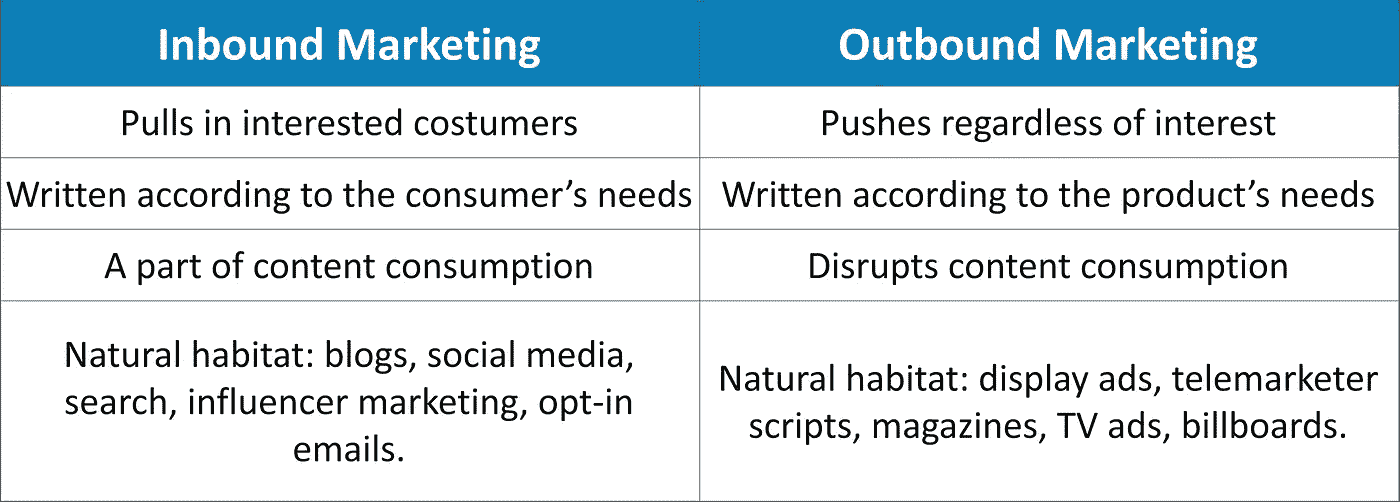 Inbound Marketing
Outbound Marketing
Pulls in interested costumers
Pushes regardless of interest
Written according to the consumer’s needs
Written according to the product’s needs
A part of content consumption
Disrupts content consumption
Natural habitat: blogs, social media,
search, influencer marketing, opt-in
emails.
Natural habitat: display ads, telemarketer
scripts, magazines, TV ads, billboards.